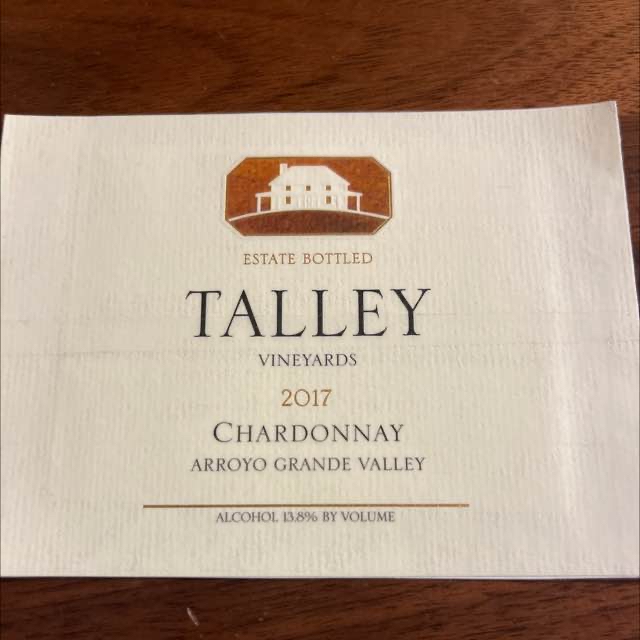 ESTATE BOTTLED
TALLEY
VINEYARDS
2017
CHARDONNAY
ARROYO GRANDE VALLEY
ALCOHOL 13.8% BY VOLUME